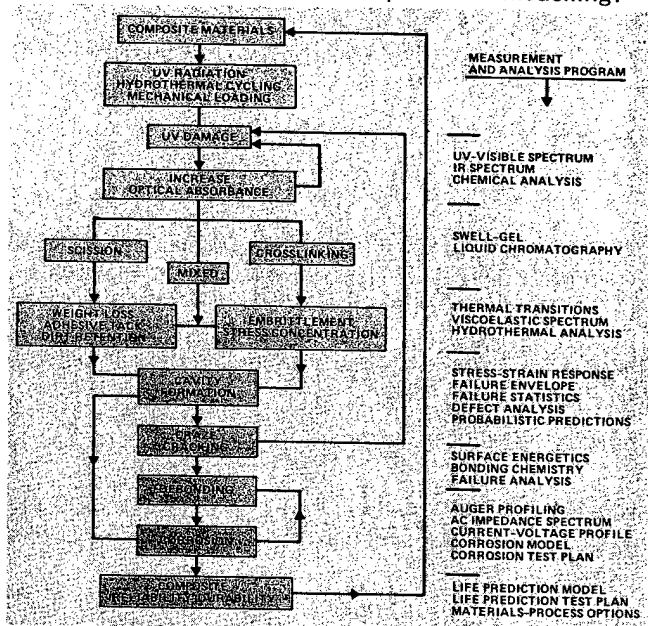 COMPOSITE MATERIALS
UV RADIATION
HYDROTHERMAL CYCLING
MECHANICAL LOADING
UV DAMAGE
INCREASE
OPTICAL ABSORBANCE
SCISSION
MIXED
CROSSLINKING
WEIGHT LOSS
ADHESIVE TACK
DIRT RETENTION
EMBRITTLEMENT
STRESS CONCENTRATION
CAVITY
FORMATION
CRAZE
CRACKING
DEBONDING
CORROSION
COMPOSITE
RELIABILITY/DURABILITY
MEASUREMENT
AND ANALYSIS PROGRAM
UV-VISIBLE SPECTRUM
IR SPECTRUM
CHEMICAL ANALYSIS
SWELL-GEL
LIQUID CHROMATOGRAPHY
THERMAL TRANSITIONS
VISCOELASTIC SPECTRUM
HYDROTHERMAL ANALYSIS
STRESS-STRAIN RESPONSE
FAILURE ENVELOPE
FAILURE STATISTICS
DEFECT ANALYSIS
PROBABILISTIC PREDICTIONS
SURFACE ENERGETICS
BONDING CHEMISTRY
FAILURE ANALYSIS
AUGER PROFILING
AC IMPEDANCE SPECTRUM
CURRENT-VOLTAGE PROFILE
CORROSION MODEL
CORROSION TEST PLAN
LIFE PREDICTION MODEL
LIFE PREDICTION TEST PLAN
MATERIALS-PROCESS OPTIONS